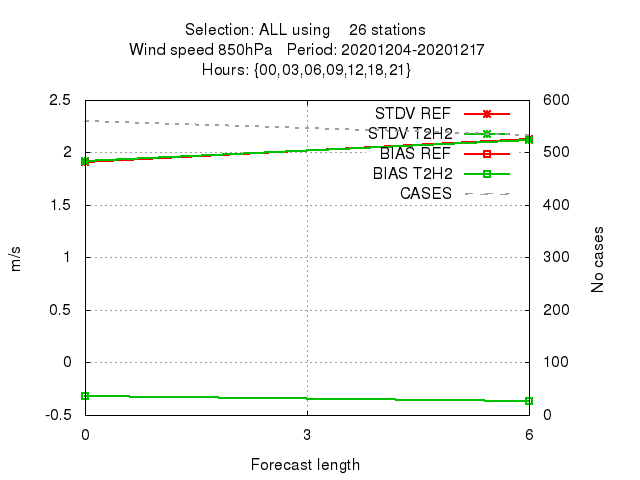 Selection: ALL using    26 stations
Wind speed 850hPa   Period: 20201204-20201217
Hours: {00,03,06,09,12,18,21}
2.5
2
1.5
1
0.5
0
-0.5
m/s
STDV REF
STDV T2H2
BIAS REF
BIAS T2H2
CASES
600
500
400
300
200
100
0
No cases
0
3
6
Forecast length